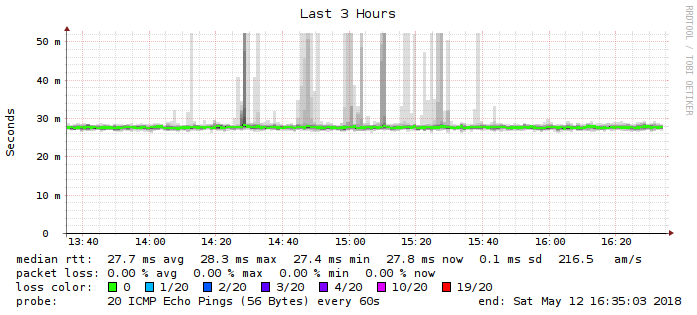 Last 3 Hours
RRDTOOL / TOBI OETIKER
Seconds
50 m
40 m
30 m
20 m
10 m
0
13:40 14:00 14:20 14:40 15:00 15:20 15:40 16:00 16:20
median rtt: 27.7 ms avg 28.3 ms max 27.4 ms min 27.8 ms now 0.1 ms sd 216.5 am/s
packet loss: 0.00 % avg 0.00 % max 0.00 % min 0.00 % now
loss color: 0 1/20 2/20 3/20 4/20 10/20 19/20
probe: 20 ICMP Echo Pings (56 Bytes) every 60s end: Sat May 12 16:35:03 2018